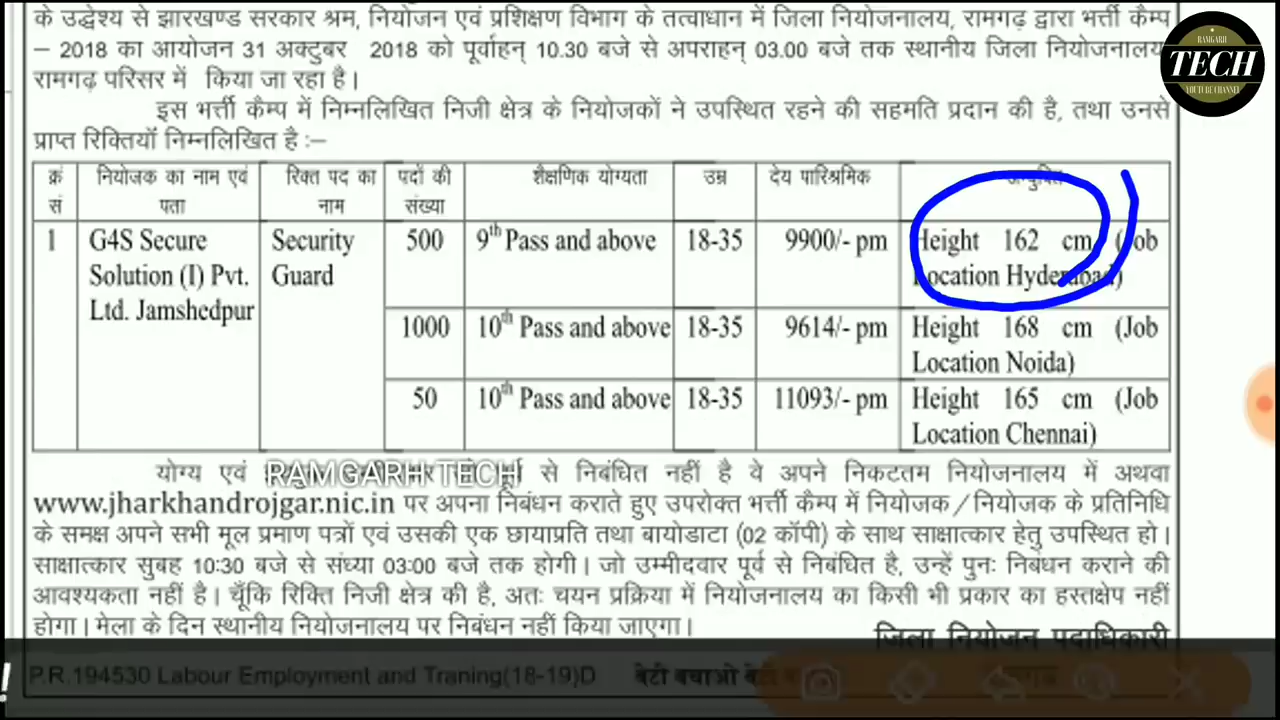 के उद्धेश्य से झारखण्ड सरकार श्रम, नियोजन एवं प्रशिक्षण विभाग के तत्वाधान में जिला नियोजनालय, रामगढ़ द्वारा भर्त्ती कैम्प
– 2018 का आयोजन 31 अक्टुबर 2018 को पूर्वाहन् 10.30 बजे से अपराहन् 03.00 बजे तक स्थानीय जिला नियोजनालय
रामगढ़ परिसर में किया जा रहा है।
इस भर्त्ती कैम्प में निम्नलिखित निजी क्षेत्र के नियोजकों ने उपस्थित रहने की सहमति प्रदान की है, तथा उनसे
प्राप्त रिक्तियाँ निम्नलिखित है :–
RAMGARH
TECH
YOUTUBE CHANNEL
क्रं सं
नियोजक का नाम एवं पता
रिक्त पद का नाम
पदों की संख्या
शैक्षणिक योग्यता
उम्र
देय पारिश्रमिक
1 G4S Secure Security 500 9th Pass and above 18-35 9900/- pm Height 162 cm (Job
Solution (I) Pvt. Guard Location Hyderabad)
Ltd. Jamshedpur
1000 10th Pass and above 18-35 9614/- pm Height 168 cm (Job
Location Noida)
50 10th Pass and above 18-35 11093/- pm Height 165 cm (Job
Location Chennai)
योग्य एवं से निबंधित नहीं है वे अपने निकटतम नियोजनालय में अथवा
RAMGARH TECH
www.jharkhandrojgar.nic.in पर अपना निबंधन कराते हुए उपरोक्त भर्त्ती कैम्प में नियोजक/नियोजक के प्रतिनिधि
के समक्ष अपने सभी मूल प्रमाण पत्रों एवं उसकी एक छायाप्रति तथा बायोडाटा (02 कॉपी) के साथ साक्षात्कार हेतु उपस्थित हो।
साक्षात्कार सुबह 10:30 बजे से संध्या 03:00 बजे तक होगी। जो उम्मीदवार पूर्व से निबंधित है, उन्हें पुनः निबंधन कराने की
आवश्यकता नहीं है। चूँकि रिक्ति निजी क्षेत्र की है, अतः चयन प्रक्रिया में नियोजनालय का किसी भी प्रकार का हस्तक्षेप नहीं
होगा। मेला के दिन स्थानीय नियोजनालय पर निबंधन नहीं किया जाएगा।
जिला नियोजन पदाधिकारी
P.R.194530 Labour Employment and Traning(18-19)D बेटी बचाओ